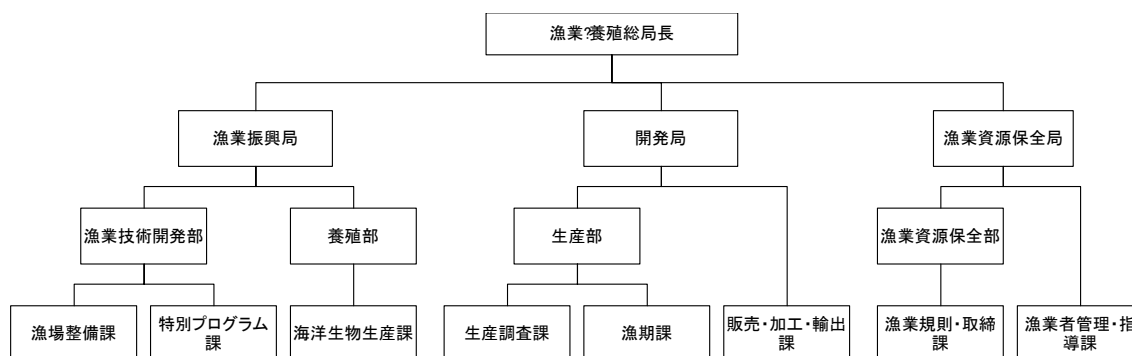 漁業?養殖総局長
漁業振興局
開発局
漁業資源保全局
漁業技術開発部
養殖部
生産部
漁業資源保全部
漁場整備課
特別プログラム
課
海洋生物生産課
生産調査課
漁期課
販売・加工・輸出
課
漁業規則・取締
課
漁業者管理・指
導課